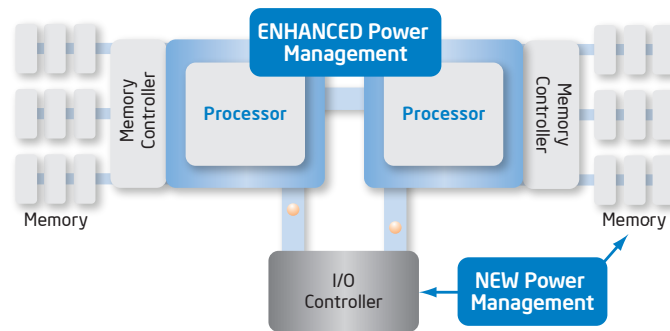 ENHANCED Power
Management
Memory
Controller
Processor
Processor
Memory
Controller
Memory
Memory
I/O
Controller
NEW Power
Management